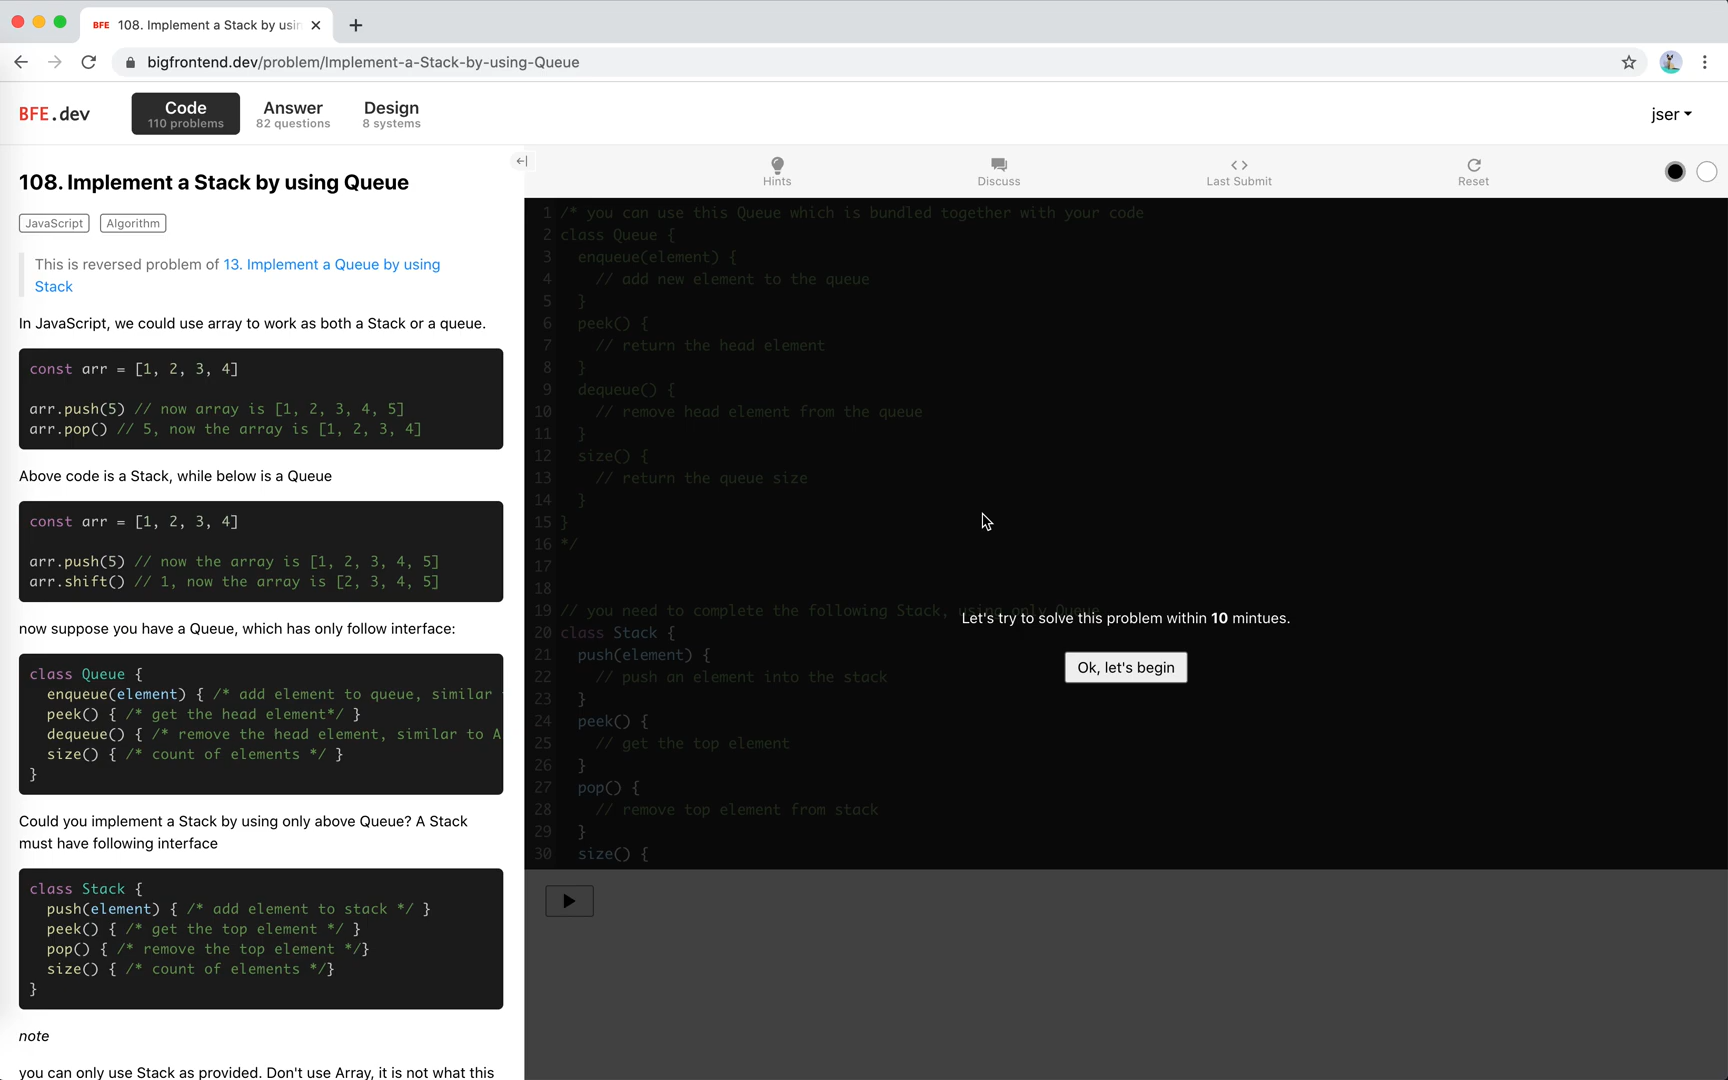 BFE 108. Implement a Stack by usin
bigfrontend.dev/problem/Implement-a-Stack-by-using-Queue
BFE.dev
Code
110 problems
Answer
82 questions
Design
8 systems
jser
108. Implement a Stack by using Queue
JavaScript
Algorithm
This is reversed problem of 13. Implement a Queue by using
Stack
In JavaScript, we could use array to work as both a Stack or a queue.
const arr = [1, 2, 3, 4]
arr.push(5) // now array is [1, 2, 3, 4, 5]
arr.pop() // 5, now the array is [1, 2, 3, 4]
Above code is a Stack, while below is a Queue
const arr = [1, 2, 3, 4]
arr.push(5) // now the array is [1, 2, 3, 4, 5]
arr.shift() // 1, now the array is [2, 3, 4, 5]
now suppose you have a Queue, which has only follow interface:
class Queue {
enqueue(element) { /* add element to queue, similar
peek() { /* get the head element*/ }
dequeue() { /* remove the head element, similar to A
size() { /* count of elements */ }
}
Could you implement a Stack by using only above Queue? A Stack
must have following interface
class Stack {
push(element) { /* add element to stack */ }
peek() { /* get the top element */ }
pop() { /* remove the top element */}
size() { /* count of elements */}
}
note
you can only use Stack as provided. Don't use Array, it is not what this
Hints
Discuss
Last Submit
Reset
1 /* you can use this Queue which is bundled together with your code
2 class Queue {
3 enqueue(element) {
4 // add new element to the queue
5 }
6 peek() {
7 // return the head element
8 }
9 dequeue() {
10 // remove head element from the queue
11 }
12 size() {
13 // return the queue size
14 }
15 }
16 */
17
18
19 // you need to complete the following Stack, using only Queue
20 class Stack {
21 push(element) {
22 // push an element into the stack
23 }
24 peek() {
25 // get the top element
26 }
27 pop() {
28 // remove top element from stack
29 }
30 size() {
Let's try to solve this problem within 10 mintues.
Ok, let's begin